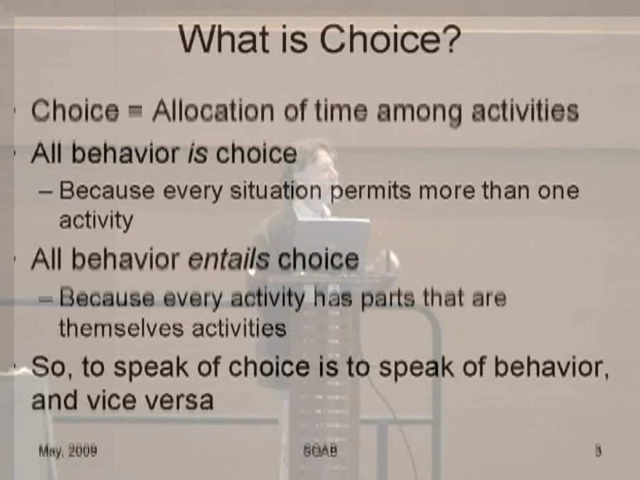 What is Choice?
Choice = Allocation of time among activities
All behavior is choice
– Because every situation permits more than one
activity
All behavior entails choice
– Because every activity has parts that are
themselves activities
So, to speak of choice is to speak of behavior,
and vice versa
May, 2009 SQAB 3